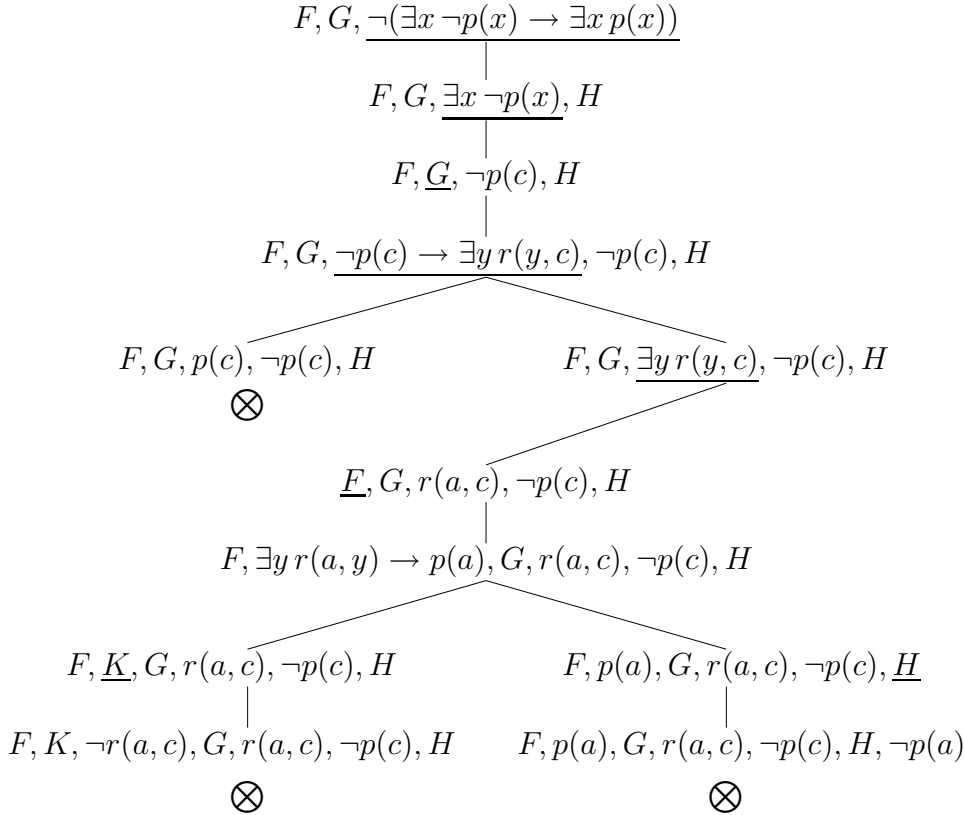 F, G, ¬(∃x ¬p(x) → ∃x p(x))
F, G, ∃x ¬p(x), H
F, G, ¬p(c), H
F, G, ¬p(c) → ∃y r(y, c), ¬p(c), H
F, G, p(c), ¬p(c), H
F, G, ∃y r(y, c), ¬p(c), H
⊗
F, G, r(a, c), ¬p(c), H
F, ∃y r(a, y) → p(a), G, r(a, c), ¬p(c), H
F, K, G, r(a, c), ¬p(c), H
F, p(a), G, r(a, c), ¬p(c), H
F, K, ¬r(a, c), G, r(a, c), ¬p(c), H
F, p(a), G, r(a, c), ¬p(c), H, ¬p(a)
⊗
⊗